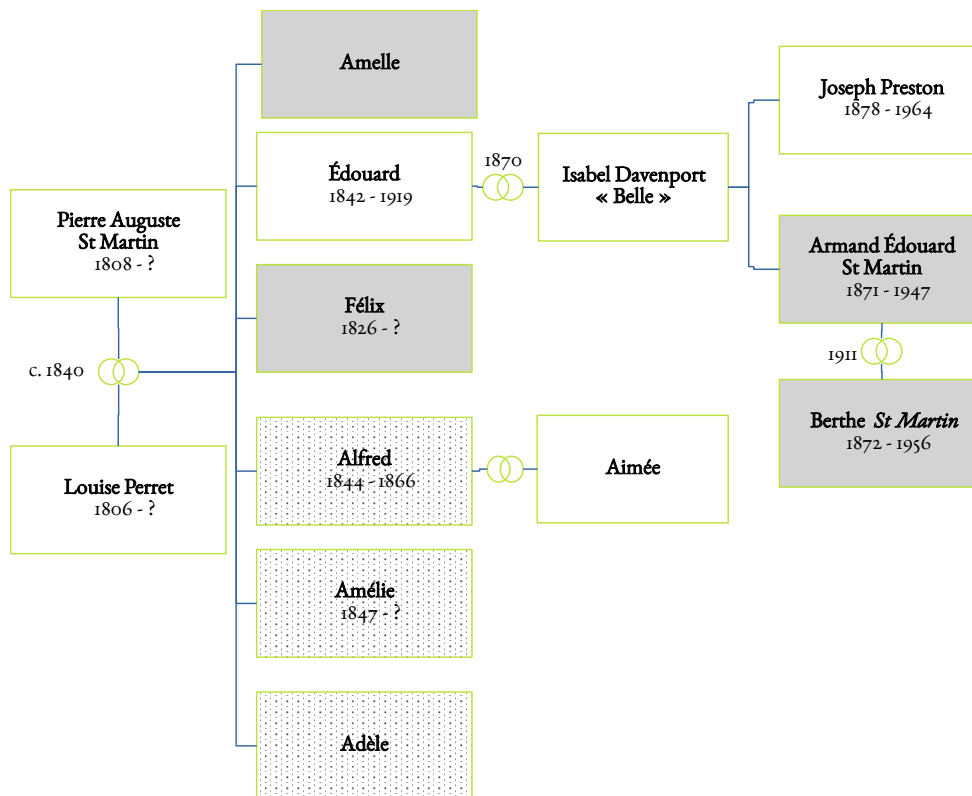 Amelle
Joseph Preston
1878 - 1964
Édouard
1842 - 1919
1870
Isabel Davenport
« Belle »
Pierre Auguste
St Martin
1808 - ?
Armand Édouard
St Martin
1871 - 1947
Félix
1826 - ?
c. 1840
1911
Berthe St Martin
1872 - 1956
Louise Perret
1806 - ?
Alfred
1844 - 1866
Aimée
Amélie
1847 - ?
Adèle